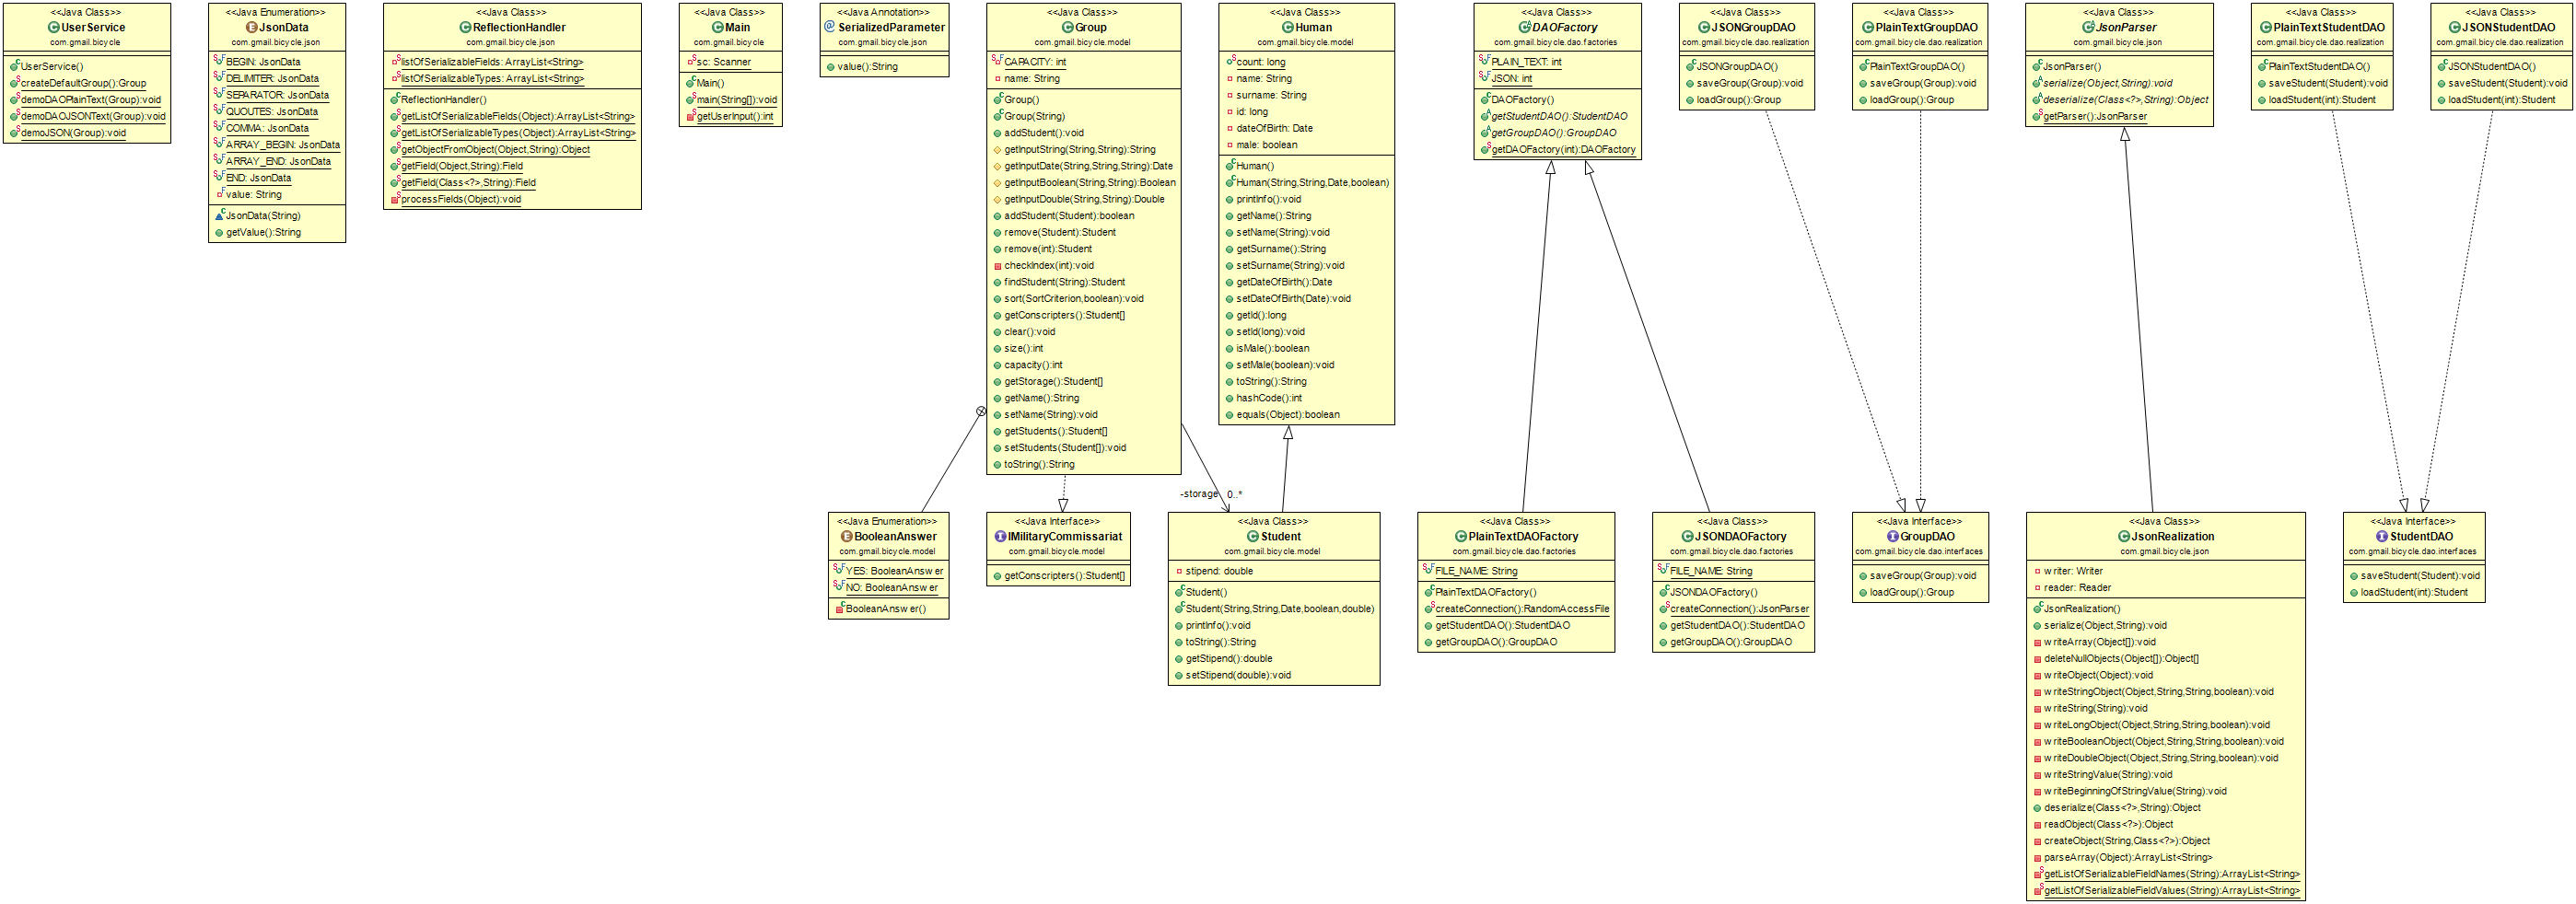 <<Java Class>>
UserService
com.gmail.bicycle
UserService()
createDefaultGroup():Group
demoDAOPlainText(Group):void
demoDAOJSONText(Group):void
demoJSON(Group):void
<<Java Enumeration>>
JsonData
com.gmail.bicycle.json
BEGIN: JsonData
DELIMITER: JsonData
SEPARATOR: JsonData
QUOUTES: JsonData
COMMA: JsonData
ARRAY_BEGIN: JsonData
ARRAY_END: JsonData
END: JsonData
value: String
JsonData(String)
getValue():String
<<Java Class>>
ReflectionHandler
com.gmail.bicycle.json
listOfSerializableFields: ArrayList<String>
listOfSerializableTypes: ArrayList<String>
ReflectionHandler()
getListOfSerializableFields(Object):ArrayList<String>
getListOfSerializableTypes(Object):ArrayList<String>
getObjectFromObject(Object,String):Object
getField(Object,String):Field
getField(Class<?>,String):Field
processFields(Object):void
<<Java Class>>
Main
com.gmail.bicycle
sc: Scanner
Main()
main(String[]):void
getUserInput():int
<<Java Annotation>>
SerializedParameter
com.gmail.bicycle.json
value():String
<<Java Class>>
Group
com.gmail.bicycle.model
CAPACITY: int
name: String
Group()
Group(String)
addStudent():void
getInputString(String,String):String
getInputDate(String,String,String):Date
getInputBoolean(String,String):Boolean
getInputDouble(String,String):Double
addStudent(Student):boolean
remove(Student):Student
remove(int):Student
checkIndex(int):void
findStudent(String):Student
sort(SortCriterion,boolean):void
getConscripters():Student[]
clear():void
size():int
capacity():int
getStorage():Student[]
getName():String
setName(String):void
getStudents():Student[]
setStudents(Student[]):void
toString():String
<<Java Class>>
Human
com.gmail.bicycle.model
count: long
name: String
surname: String
id: long
dateOfBirth: Date
male: boolean
Human()
Human(String,String,Date,boolean)
printInfo():void
getName():String
setName(String):void
getSurname():String
setSurname(String):void
getDateOfBirth():Date
setDateOfBirth(Date):void
getId():long
setId(long):void
isMale():boolean
setMale(boolean):void
toString():String
hashCode():int
equals(Object):boolean
<<Java Class>>
DAOFactory
com.gmail.bicycle.dao.factories
PLAIN_TEXT: int
JSON: int
DAOFactory()
getStudentDAO():StudentDAO
getGroupDAO():GroupDAO
getDAOFactory(int):DAOFactory
<<Java Class>>
JSONGroupDAO
com.gmail.bicycle.dao.realization
JSONGroupDAO()
saveGroup(Group):void
loadGroup():Group
<<Java Class>>
PlainTextGroupDAO
com.gmail.bicycle.dao.realization
PlainTextGroupDAO()
saveGroup(Group):void
loadGroup():Group
<<Java Class>>
JsonParser
com.gmail.bicycle.json
JsonParser()
serialize(Object,String):void
deserialize(Class<?>,String):Object
getParser():JsonParser
<<Java Class>>
PlainTextStudentDAO
com.gmail.bicycle.dao.realization
PlainTextStudentDAO()
saveStudent(Student):void
loadStudent(int):Student
<<Java Class>>
JSONStudentDAO
com.gmail.bicycle.dao.realization
JSONStudentDAO()
saveStudent(Student):void
loadStudent(int):Student
-storage 0..*
<<Java Enumeration>>
BooleanAnswer
com.gmail.bicycle.model
YES: BooleanAnswer
NO: BooleanAnswer
BooleanAnswer()
<<Java Interface>>
IMilitaryCommissariat
com.gmail.bicycle.model
getConscripters():Student[]
<<Java Class>>
Student
com.gmail.bicycle.model
stipend: double
Student()
Student(String,String,Date,boolean,double)
printInfo():void
toString():String
getStipend():double
setStipend(double):void
<<Java Class>>
PlainTextDAOFactory
com.gmail.bicycle.dao.factories
FILE_NAME: String
PlainTextDAOFactory()
createConnection():RandomAccessFile
getStudentDAO():StudentDAO
getGroupDAO():GroupDAO
<<Java Class>>
JSONDAOFactory
com.gmail.bicycle.dao.factories
FILE_NAME: String
JSONDAOFactory()
createConnection():JsonParser
getStudentDAO():StudentDAO
getGroupDAO():GroupDAO
<<Java Interface>>
GroupDAO
com.gmail.bicycle.dao.interfaces
saveGroup(Group):void
loadGroup():Group
<<Java Class>>
JsonRealization
com.gmail.bicycle.json
writer: Writer
reader: Reader
JsonRealization()
serialize(Object,String):void
writeArray(Object[]):void
deleteNullObjects(Object[]):Object[]
writeObject(Object):void
writeStringObject(Object,String,String,boolean):void
writeString(String):void
writeLongObject(Object,String,String,boolean):void
writeBooleanObject(Object,String,String,boolean):void
writeDoubleObject(Object,String,String,boolean):void
writeStringValue(String):void
writeBeginningOfStringValue(String):void
deserialize(Class<?>,String):Object
readObject(Class<?>):Object
createObject(String,Class<?>):Object
parseArray(Object):ArrayList<String>
getListOfSerializableFieldNames(String):ArrayList<String>
getListOfSerializableFieldValues(String):ArrayList<String>
<<Java Interface>>
StudentDAO
com.gmail.bicycle.dao.interfaces
saveStudent(Student):void
loadStudent(int):Student